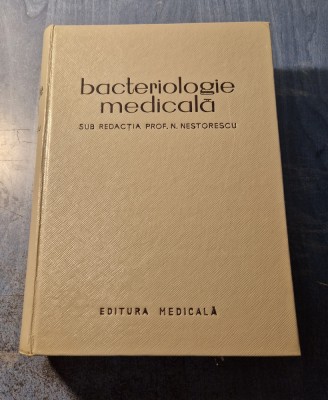 bacteriologie
medicală
SUB REDACȚIA PROF. N. NESTORESCU
EDITURA MEDICALĂ